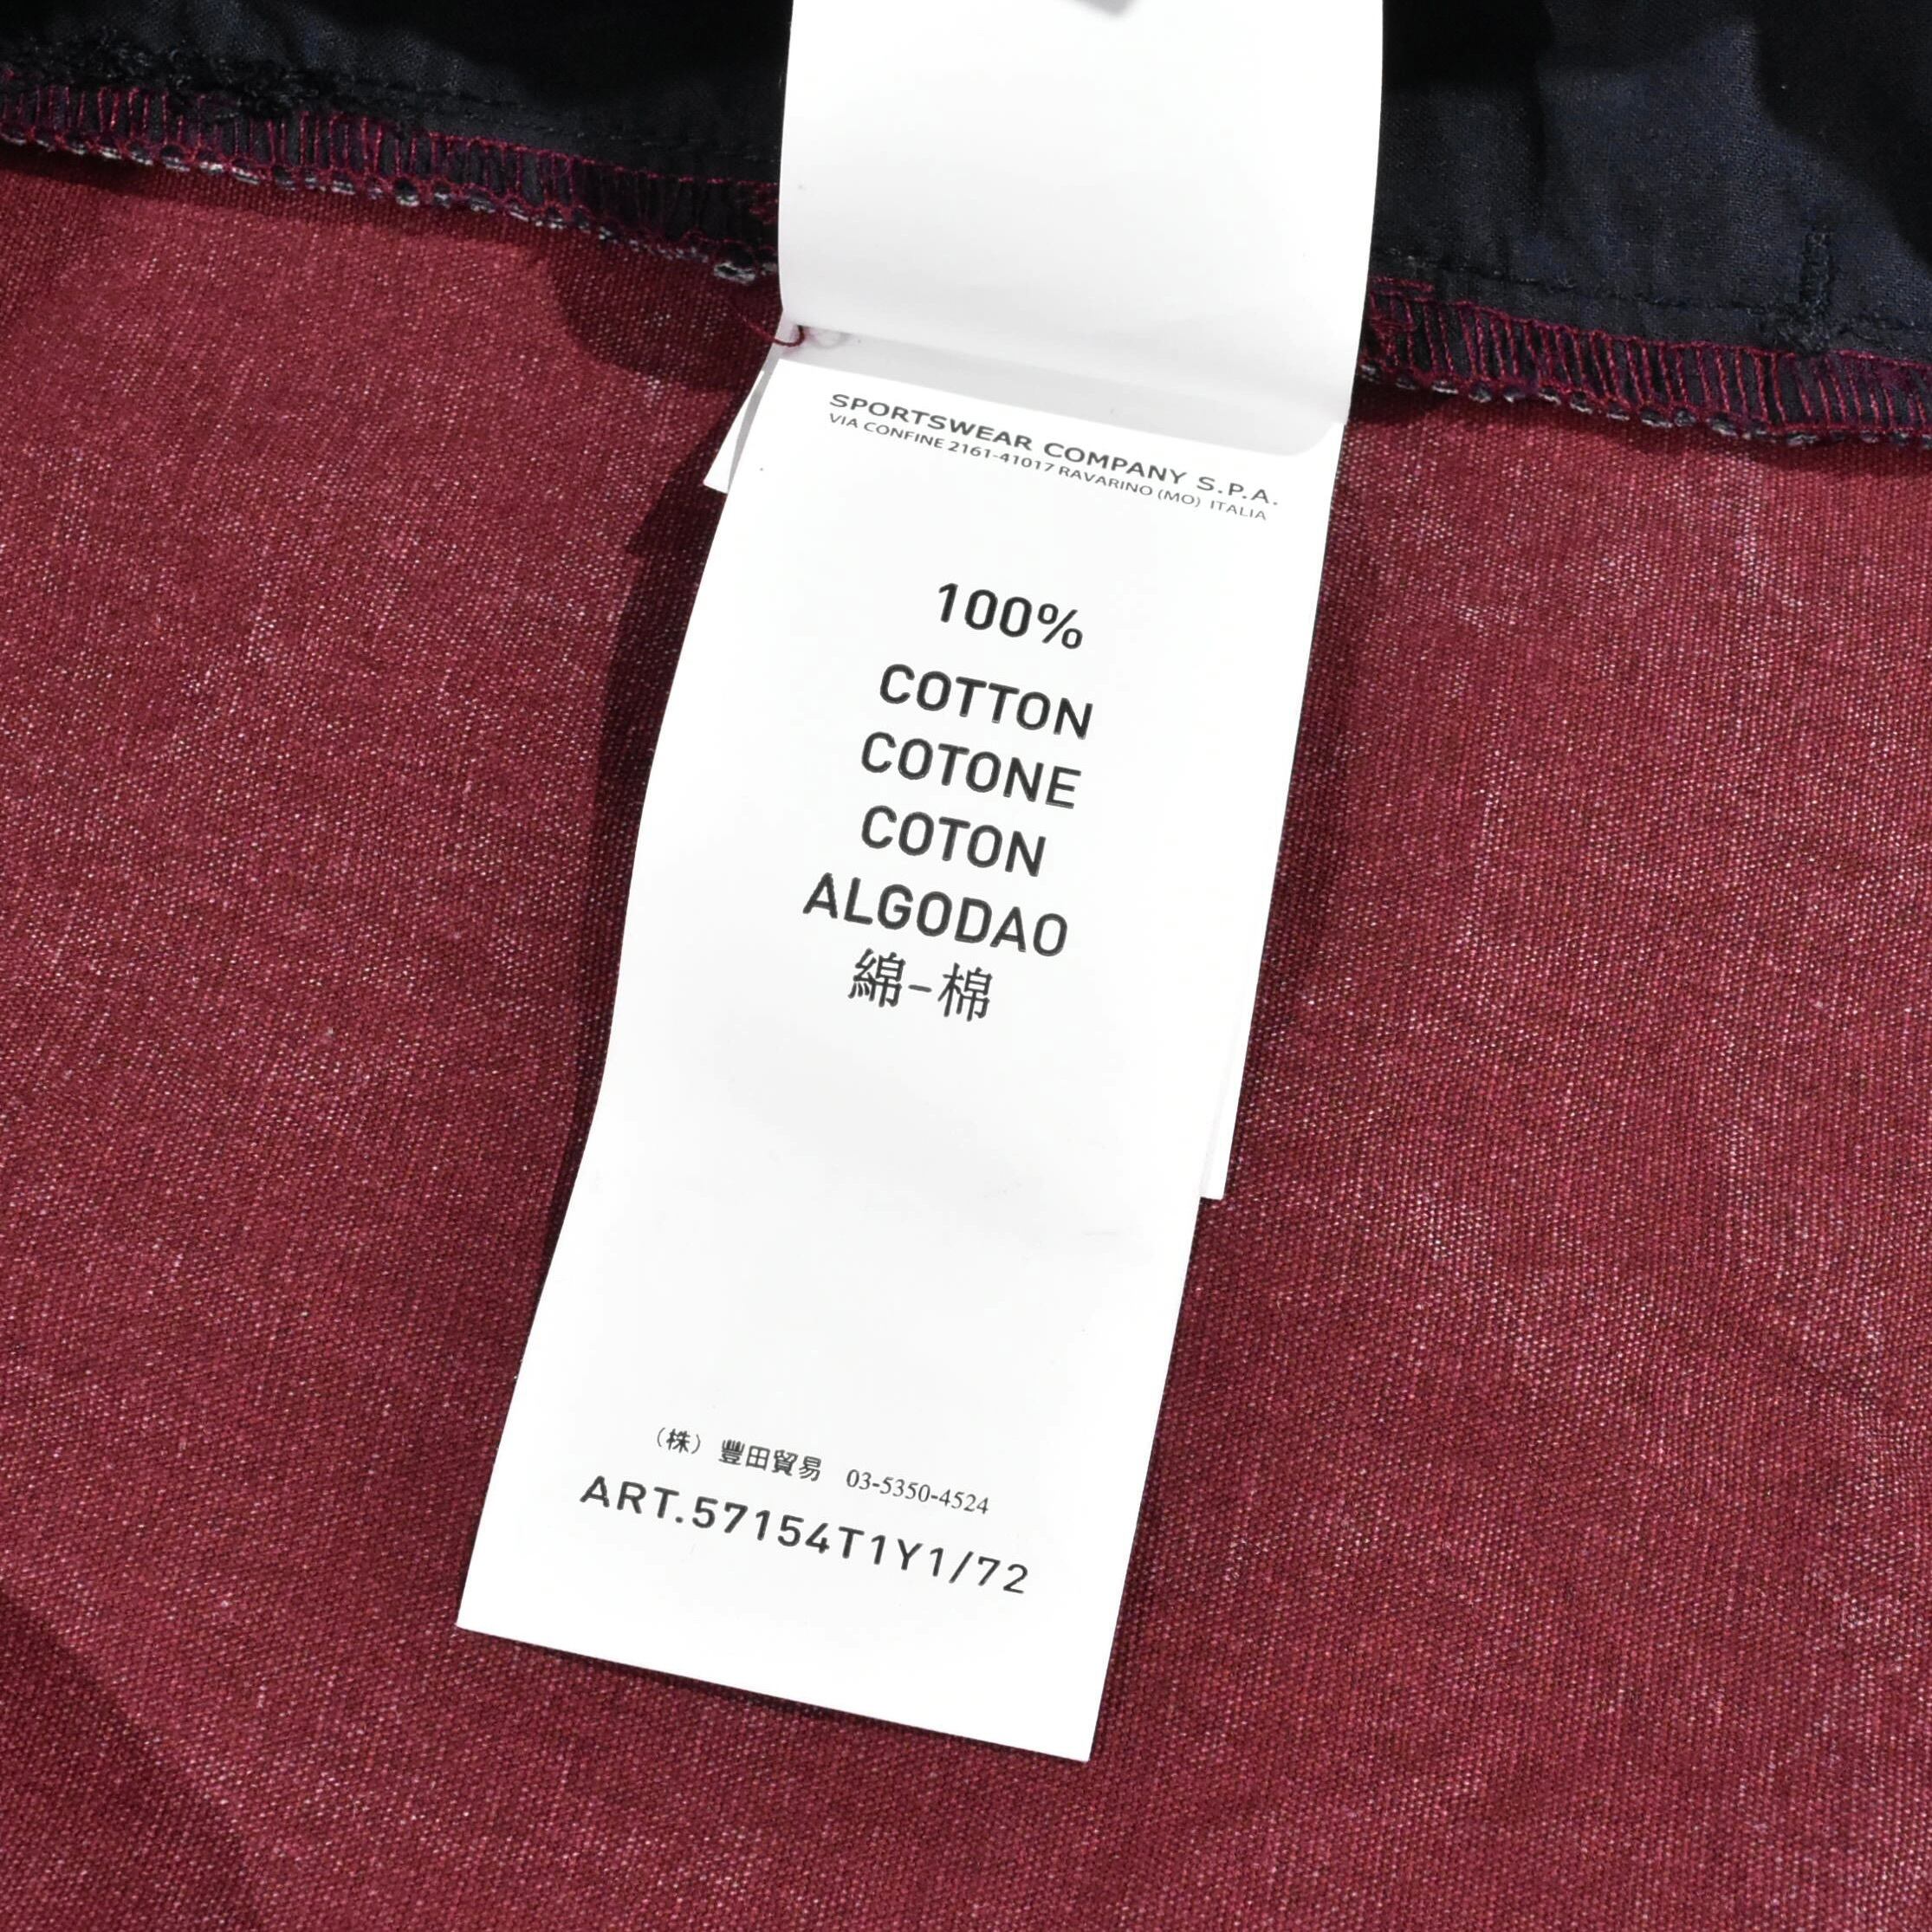 SPORTSWEAR COMPANY S.P.A.
VIA CONFINE 2161-41017 RAVARINO (MO) ITALIA
100%
COTTON
COTONE
COTON
ALGODAO
綿-棉
（株） 豐田貿易 03-5350-4524
ART.57154T1Y1/72